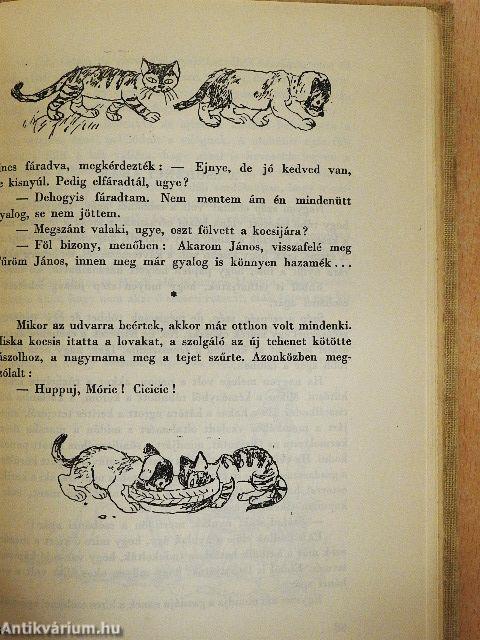 ncs fáradva, megkérdezték: — Ejnye, de jó kedved van,
e kisnyúl. Pedig elfáradtál, ugye?
— Dehogyis fáradtam. Nem mentem ám én mindenütt
yalog, se nem jöttem.
— Megszánt valaki, ugye, oszt fölvett a kocsijára?
— Föl bizony, menőben: Akarom János, visszafelé meg
űröm János, innen meg már gyalog is könnyen hazamék...
*
Mikor az udvarra beértek, akkor már otthon volt mindenki.
iska kocsis itatta a lovakat, a szolgáló az új tehenet kötötte
ászolhoz, a nagymama meg a tejet szűrte. Azonközben meg-
zólalt:
— Huppuj, Móric! Cicicic!
Antikvárium.hu